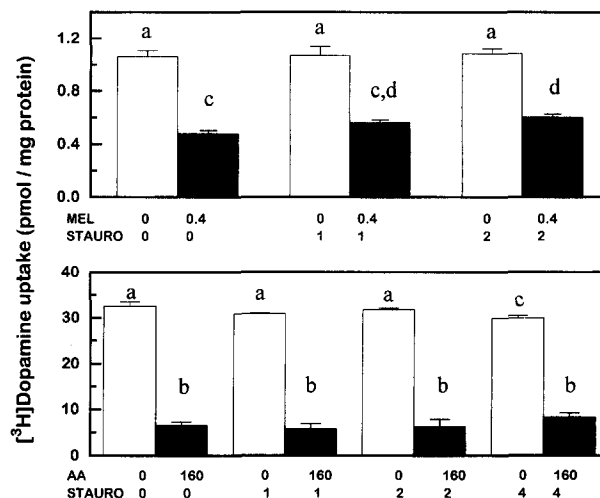 [³H]Dopamine uptake (pmol / mg protein)
1.2
0.8
0.4
0.0
a a a
c c,d d
MEL 0 0.4 0 0.4 0 0.4
STAURO 0 0 1 1 2 2
40
30
20
10
0
a a a c
b b b b
AA 0 160 0 160 0 160 0 160
STAURO 0 0 1 1 2 2 4 4